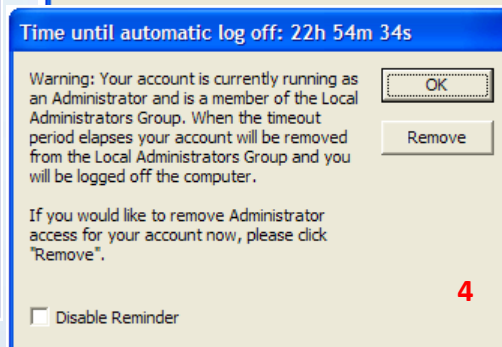 Time until automatic log off: 22h 54m 34s
Warning: Your account is currently running as
an Administrator and is a member of the Local
Administrators Group. When the timeout
period elapses your account will be removed
from the Local Administrators Group and you
will be logged off the computer.
OK
Remove
If you would like to remove Administrator
access for your account now, please click
"Remove".
4
Disable Reminder